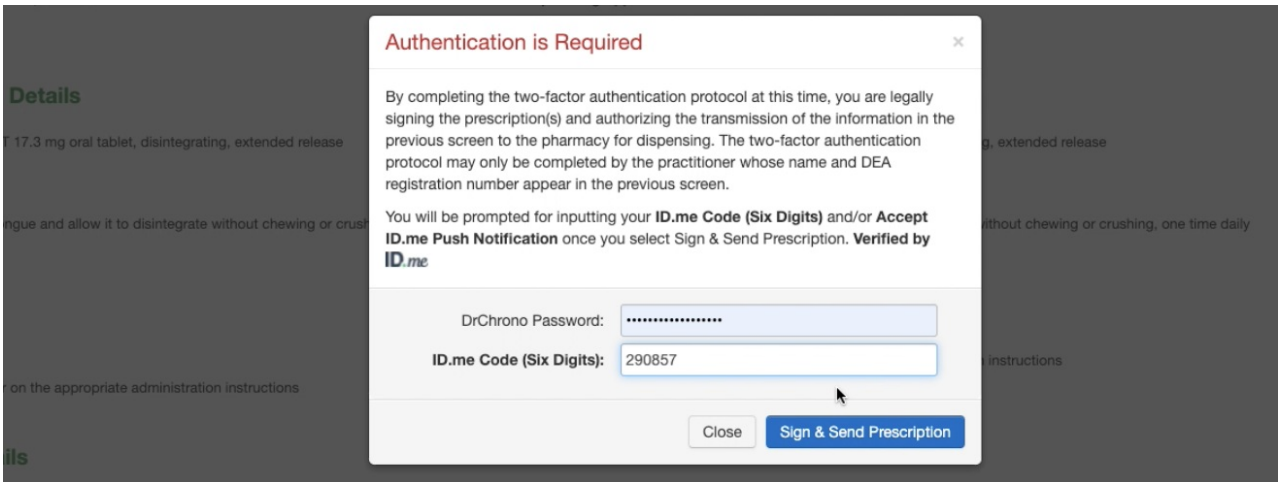 Authentication is Required ×
Details
By completing the two-factor authentication protocol at this time, you are legally
signing the prescription(s) and authorizing the transmission of the information in the
T 17.3 mg oral tablet, disintegrating, extended release
previous screen to the pharmacy for dispensing. The two-factor authentication
g, extended release
protocol may only be completed by the practitioner whose name and DEA
registration number appear in the previous screen.
You will be prompted for inputting your ID.me Code (Six Digits) and/or Accept
and allow it to disintegrate without chewing or
ID.me Push Notification once you select Sign & Send Prescription. Verified by
without chewing or crushing, one time daily
ID.me
DrChrono Password: ••••••••••••••••••
ID.me Code (Six Digits): 290857
instructions
on the appropriate administration instructions
Close Sign & Send Prescription